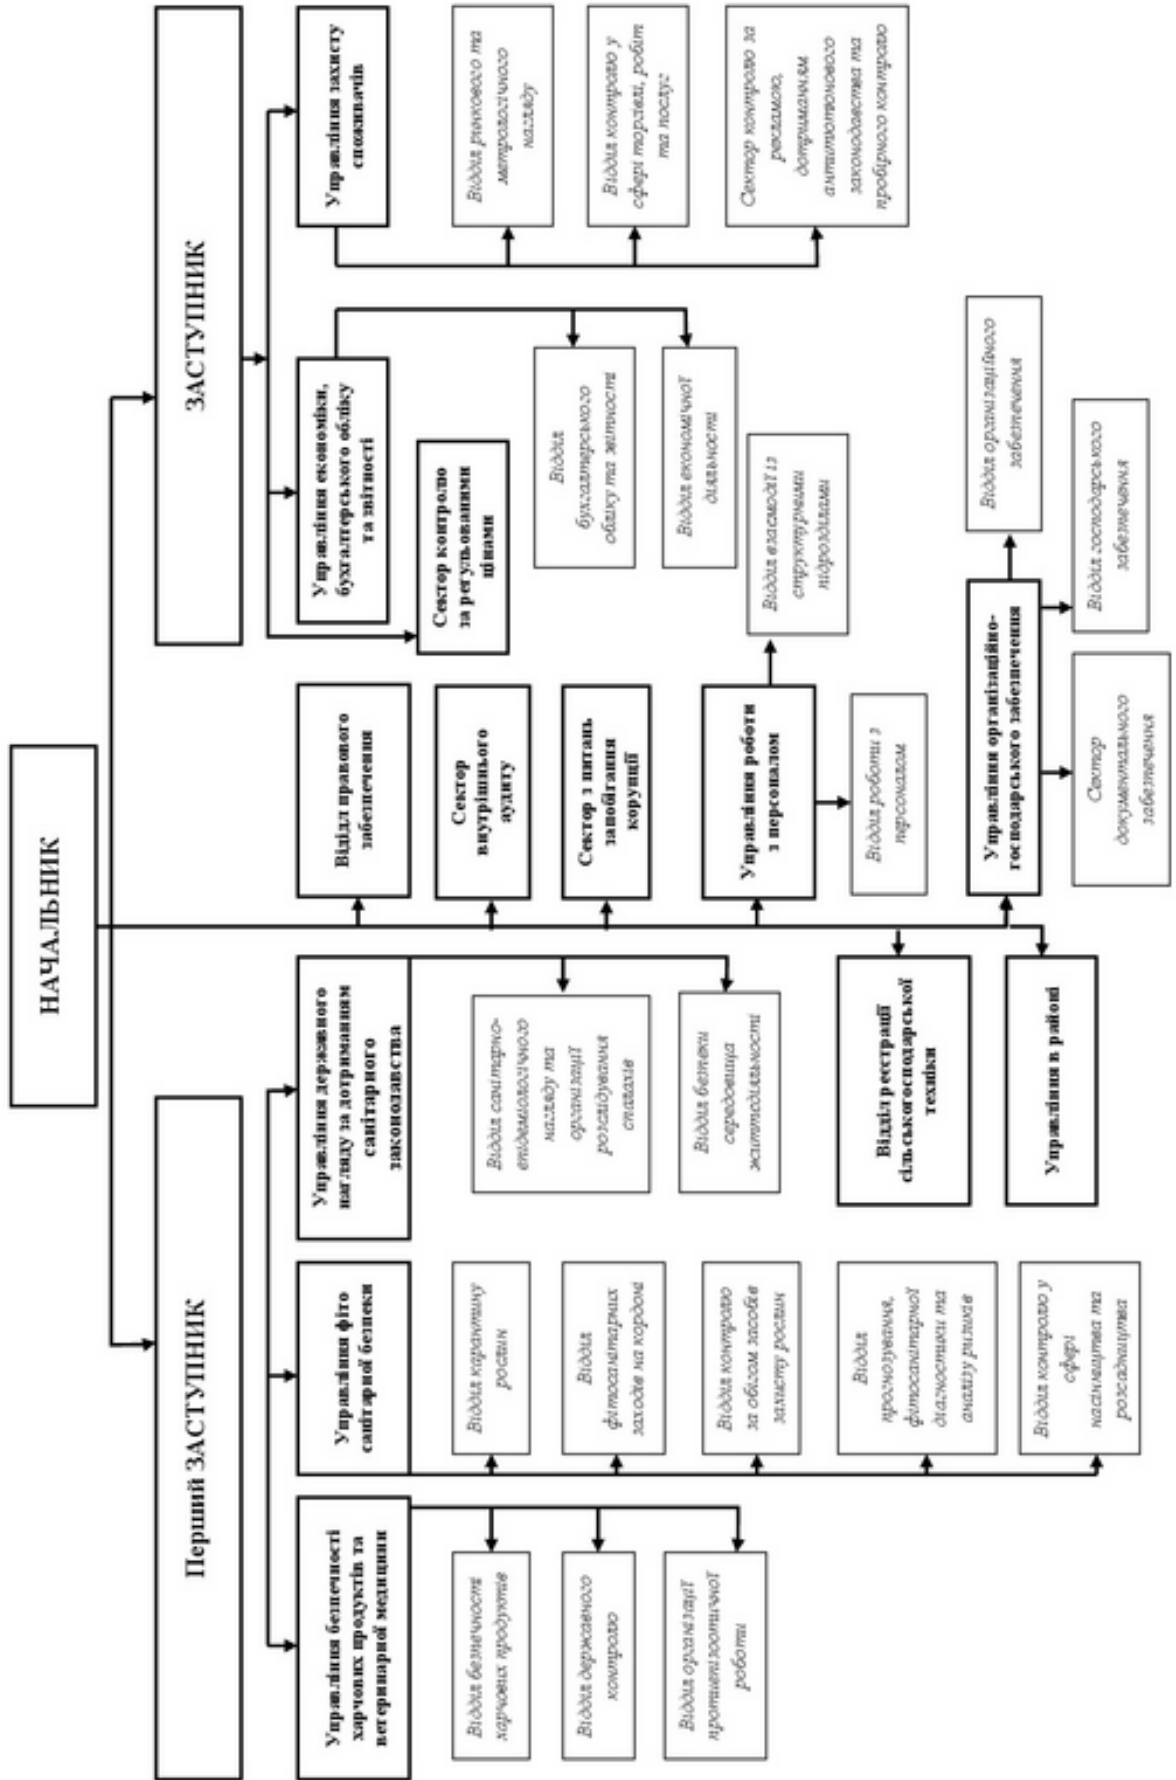 НАЧАЛЬНИК
Перший ЗАСТУПНИК
ЗАСТУПНИК
Управління безпечності
харчових продуктів та
ветеринарної медицини
Відділ безпечності
харчових продуктів
Відділ державного
контролю
Відділ організації
протиепізоотичної
роботи
Управління фіто
санітарної безпеки
Відділ карантину
рослин
Відділ
фітосанітарних
заходів на кордоні
Відділ контролю
за обігом засобів
захисту рослин
Відділ
прогнозування,
фітосанітарної
діагностики та
аналізу ризиків
Відділ контролю у
сфері
насінництва та
розсадництва
Управління державного
нагляду за дотриманням
санітарного
законодавства
Відділ санітарно-
епідеміологічного
нагляду та
організації
розслідування
спалахів
Відділ безпеки
середовища
життєдіяльності
Відділ реєстрації
сільськогосподарської
техніки
Управління в районі
Відділ правового
забезпечення
Сектор
внутрішнього
аудиту
Сектор з питань
запобігання
корупції
Управління роботи
з персоналом
Відділ роботи з
персоналом
Відділ взаємодії із
структурними
підрозділами
Управління організаційно-
господарського забезпечення
Сектор
документального
забезпечення
Відділ господарського
забезпечення
Відділ організаційного
забезпечення
Управління економіки,
бухгалтерського обліку
та звітності
Сектор контролю
за регульованими
цінами
Відділ
бухгалтерського
обліку та звітності
Відділ економічної
діяльності
Управління захисту
споживачів
Відділ ринкового та
метрологічного
нагляду
Відділ контролю у
сфері торгівлі, робіт
та послуг
Сектор контролю за
рекламою,
дотриманням
антитютюнового
законодавства та
пробірного контролю